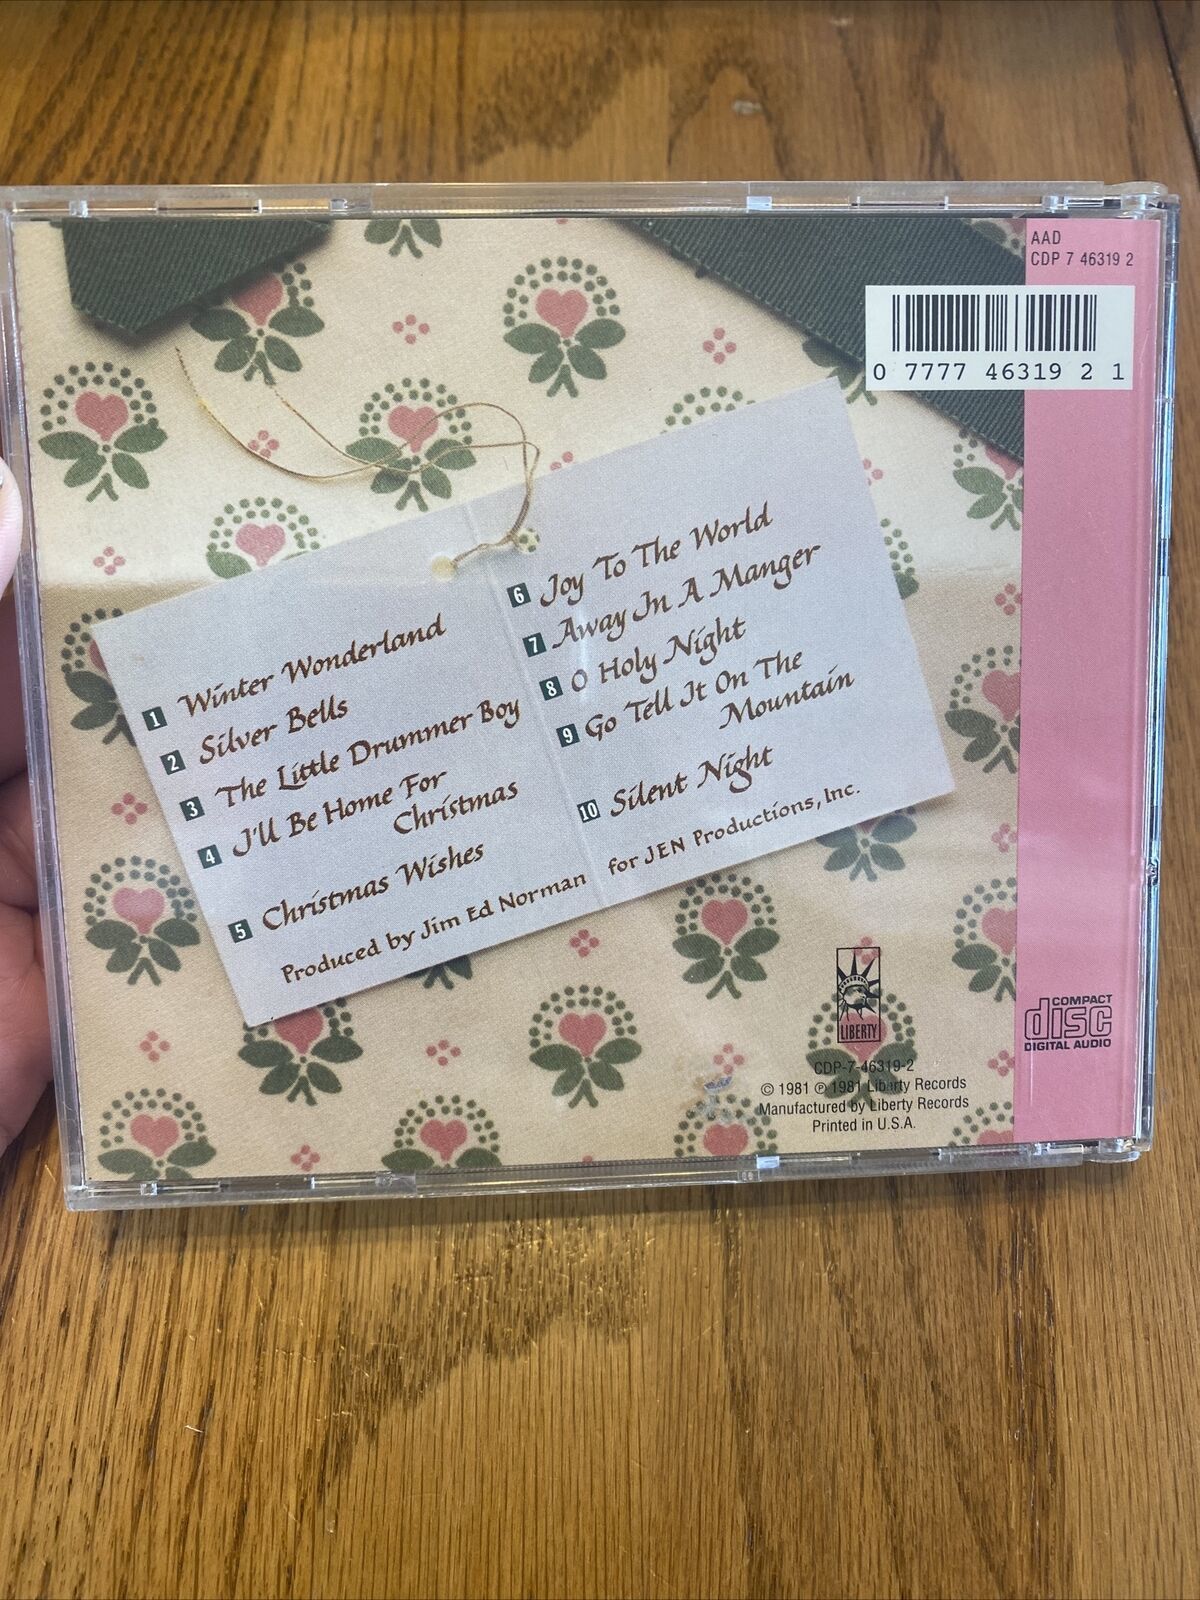 AAD
CDP 7 46319 2
0 7777 46319 2 1
1 Winter Wonderland
2 Silver Bells
3 The Little Drummer Boy
4 I'll Be Home For
Christmas
5 Christmas Wishes
6 Joy To The World
7 Away In A Manger
8 O Holy Night
9 Go Tell It On The
Mountain
10 Silent Night
Produced by Jim Ed Norman for JEN Productions, Inc.
LIBERTY
CDP-7-46319-2
© 1981 ℗ 1981 Liberty Records
Manufactured by Liberty Records
Printed in U.S.A.
COMPACT
disc
DIGITAL AUDIO